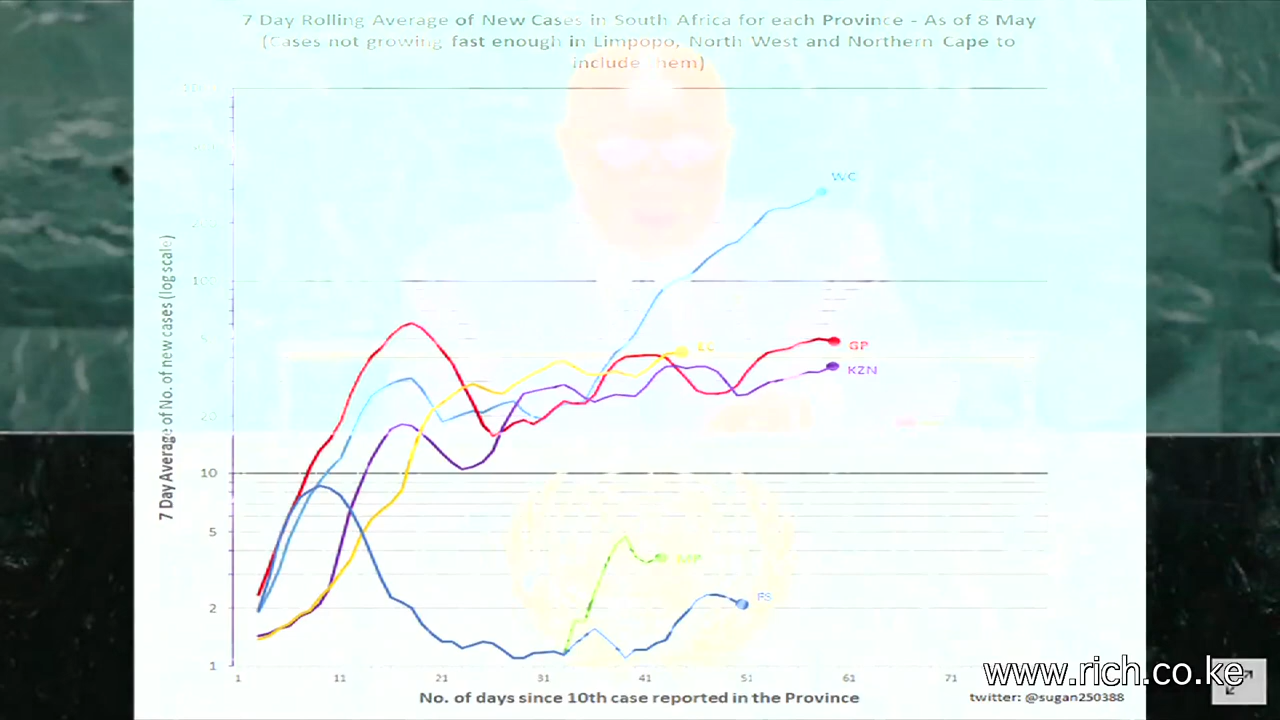 7 Day Rolling Average of New Cases in South Africa for each Province - As of 8 May
(Cases not growing fast enough in Limpopo, North West and Northern Cape to
include them)
WC
100
EC
GP
KZN
20
10
5
FS
2
1
7 Day Average of No. of new cases (log scale)
1 11 21 31 41 51 61 71
No. of days since 10th case reported in the Province
twitter: @sugan250388
www.rich.co.ke